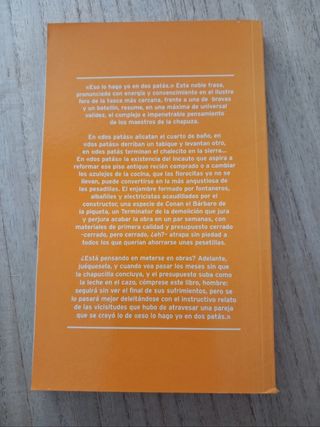 «Eso lo hago yo en dos patás.» Esta noble frase,
pronunciada con energía y convencimiento en el ilustre
foro de la tasca más cercana, frente a una de bravas
y un botellín, resume, en una máxima de universal
validez, el complejo e impenetrable pensamiento
de los maestros de la chapuza.
En «dos patás» alicatan el cuarto de baño, en
«dos patás» derriban un tabique y levantan otro,
en «dos patás terminan el chalecito en la sierra...
En «dos patás» la existencia del incauto que aspira a
reformar ese piso antiguo recién comprado o a cambiar
los azulejos de la cocina, que las florecitas ya no se
llevan, puede convertirse en la más angustiosa de
las pesadillas. El enjambre formado por fontaneros,
albañiles y electricistas acaudillados por el
constructor, una especie de Conan el Bárbaro de
la piqueta, un Terminator de la demolición que jura
y perjura acabar la obra en un par semanas, con
materiales de primera calidad y presupuesto cerrado
-cerrado, pero cerrado, ¿eh?- atrapa sin piedad a
todos los que querían ahorrarse unas pesetillas.
¿Está pensando en meterse en obras? Adelante,
juéguesela, y cuando vea pasar los meses sin que
la chapucilla concluya, y el presupuesto suba como
la leche en el cazo, cómprese este libro, hombre:
seguirá sin ver el final de sus sufrimientos, pero se
lo pasará mejor deleitándose con el instructivo relato
de las vicisitudes que hubo de atravesar una pareja
que se creyó lo de «eso lo hago yo en dos patás.»